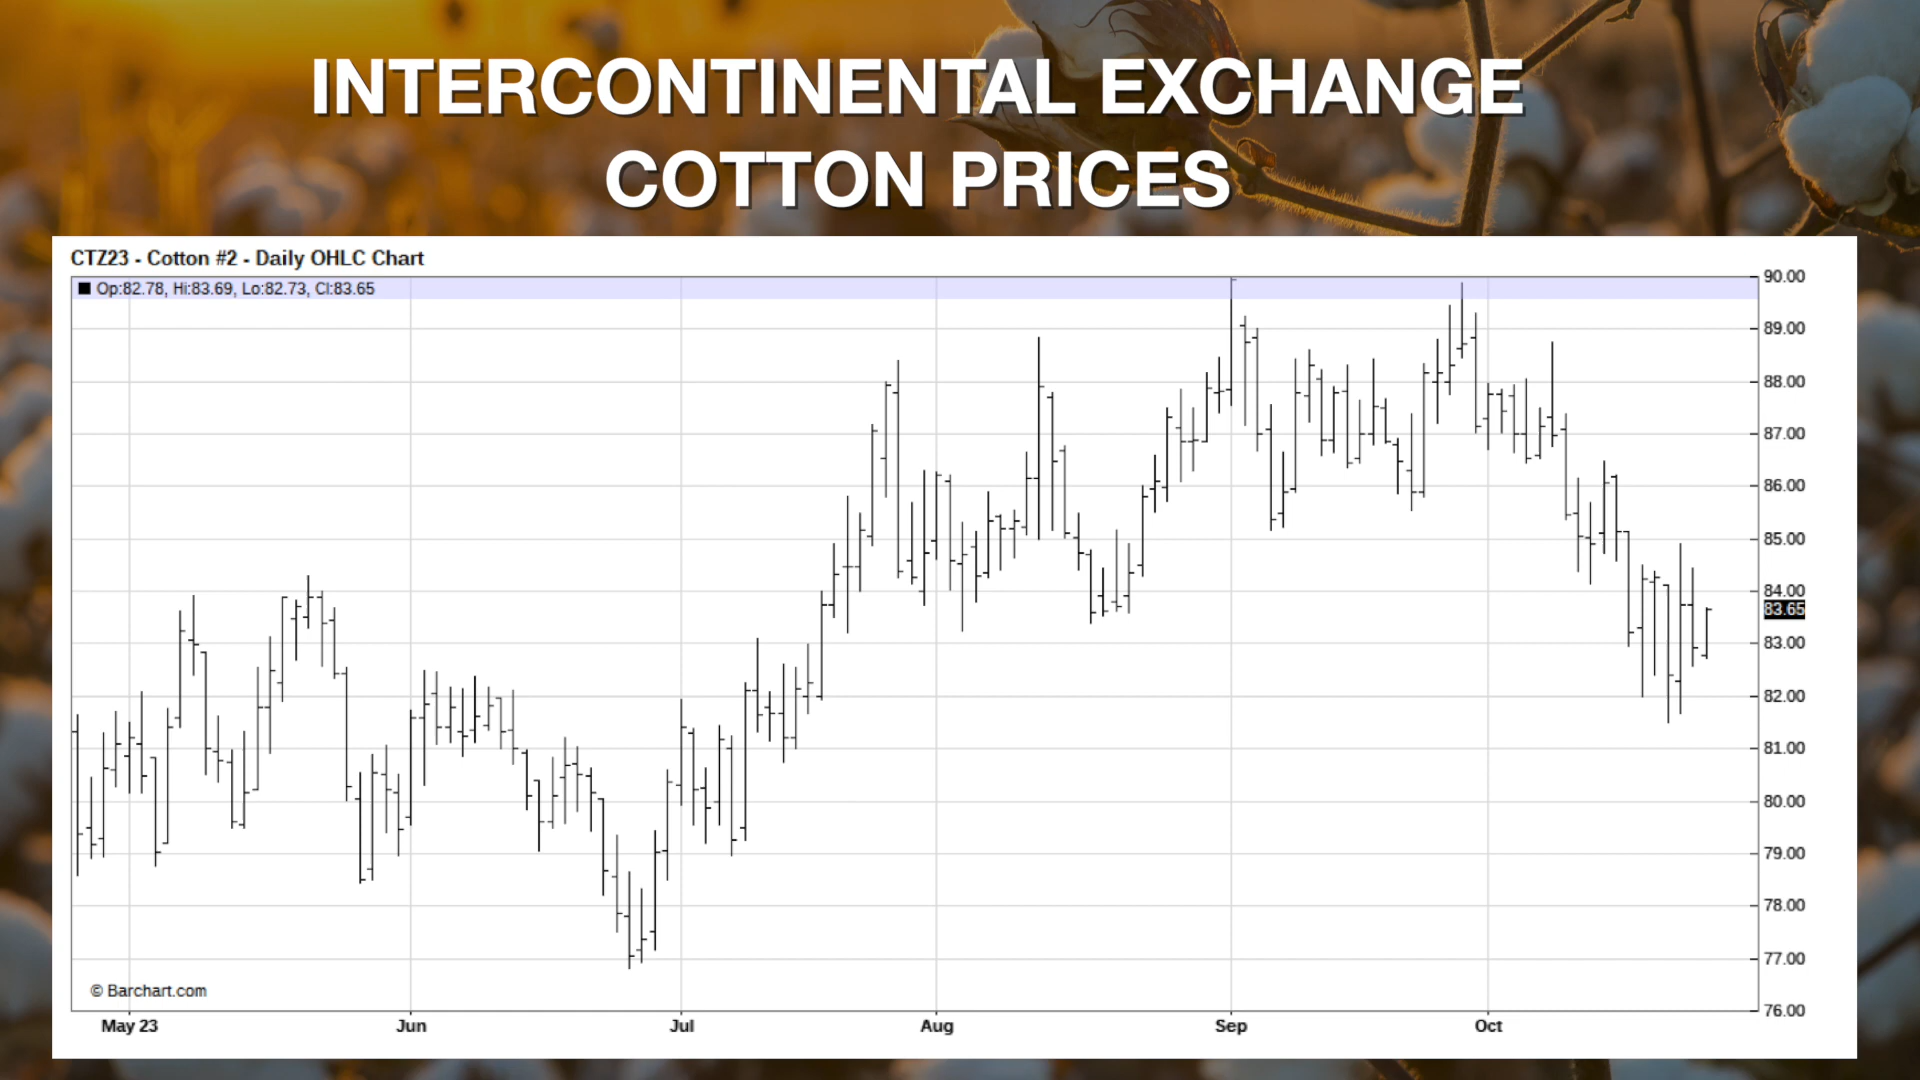 INTERCONTINENTAL EXCHANGE
COTTON PRICES
CTZ23 - Cotton #2 - Daily OHLC Chart
Op:82.78, Hi:83.69, Lo:82.73, Cl:83.65
90.00
89.00
88.00
87.00
86.00
85.00
84.00
83.65
83.00
82.00
81.00
80.00
79.00
78.00
77.00
76.00
© Barchart.com
May 23 Jun Jul Aug Sep Oct